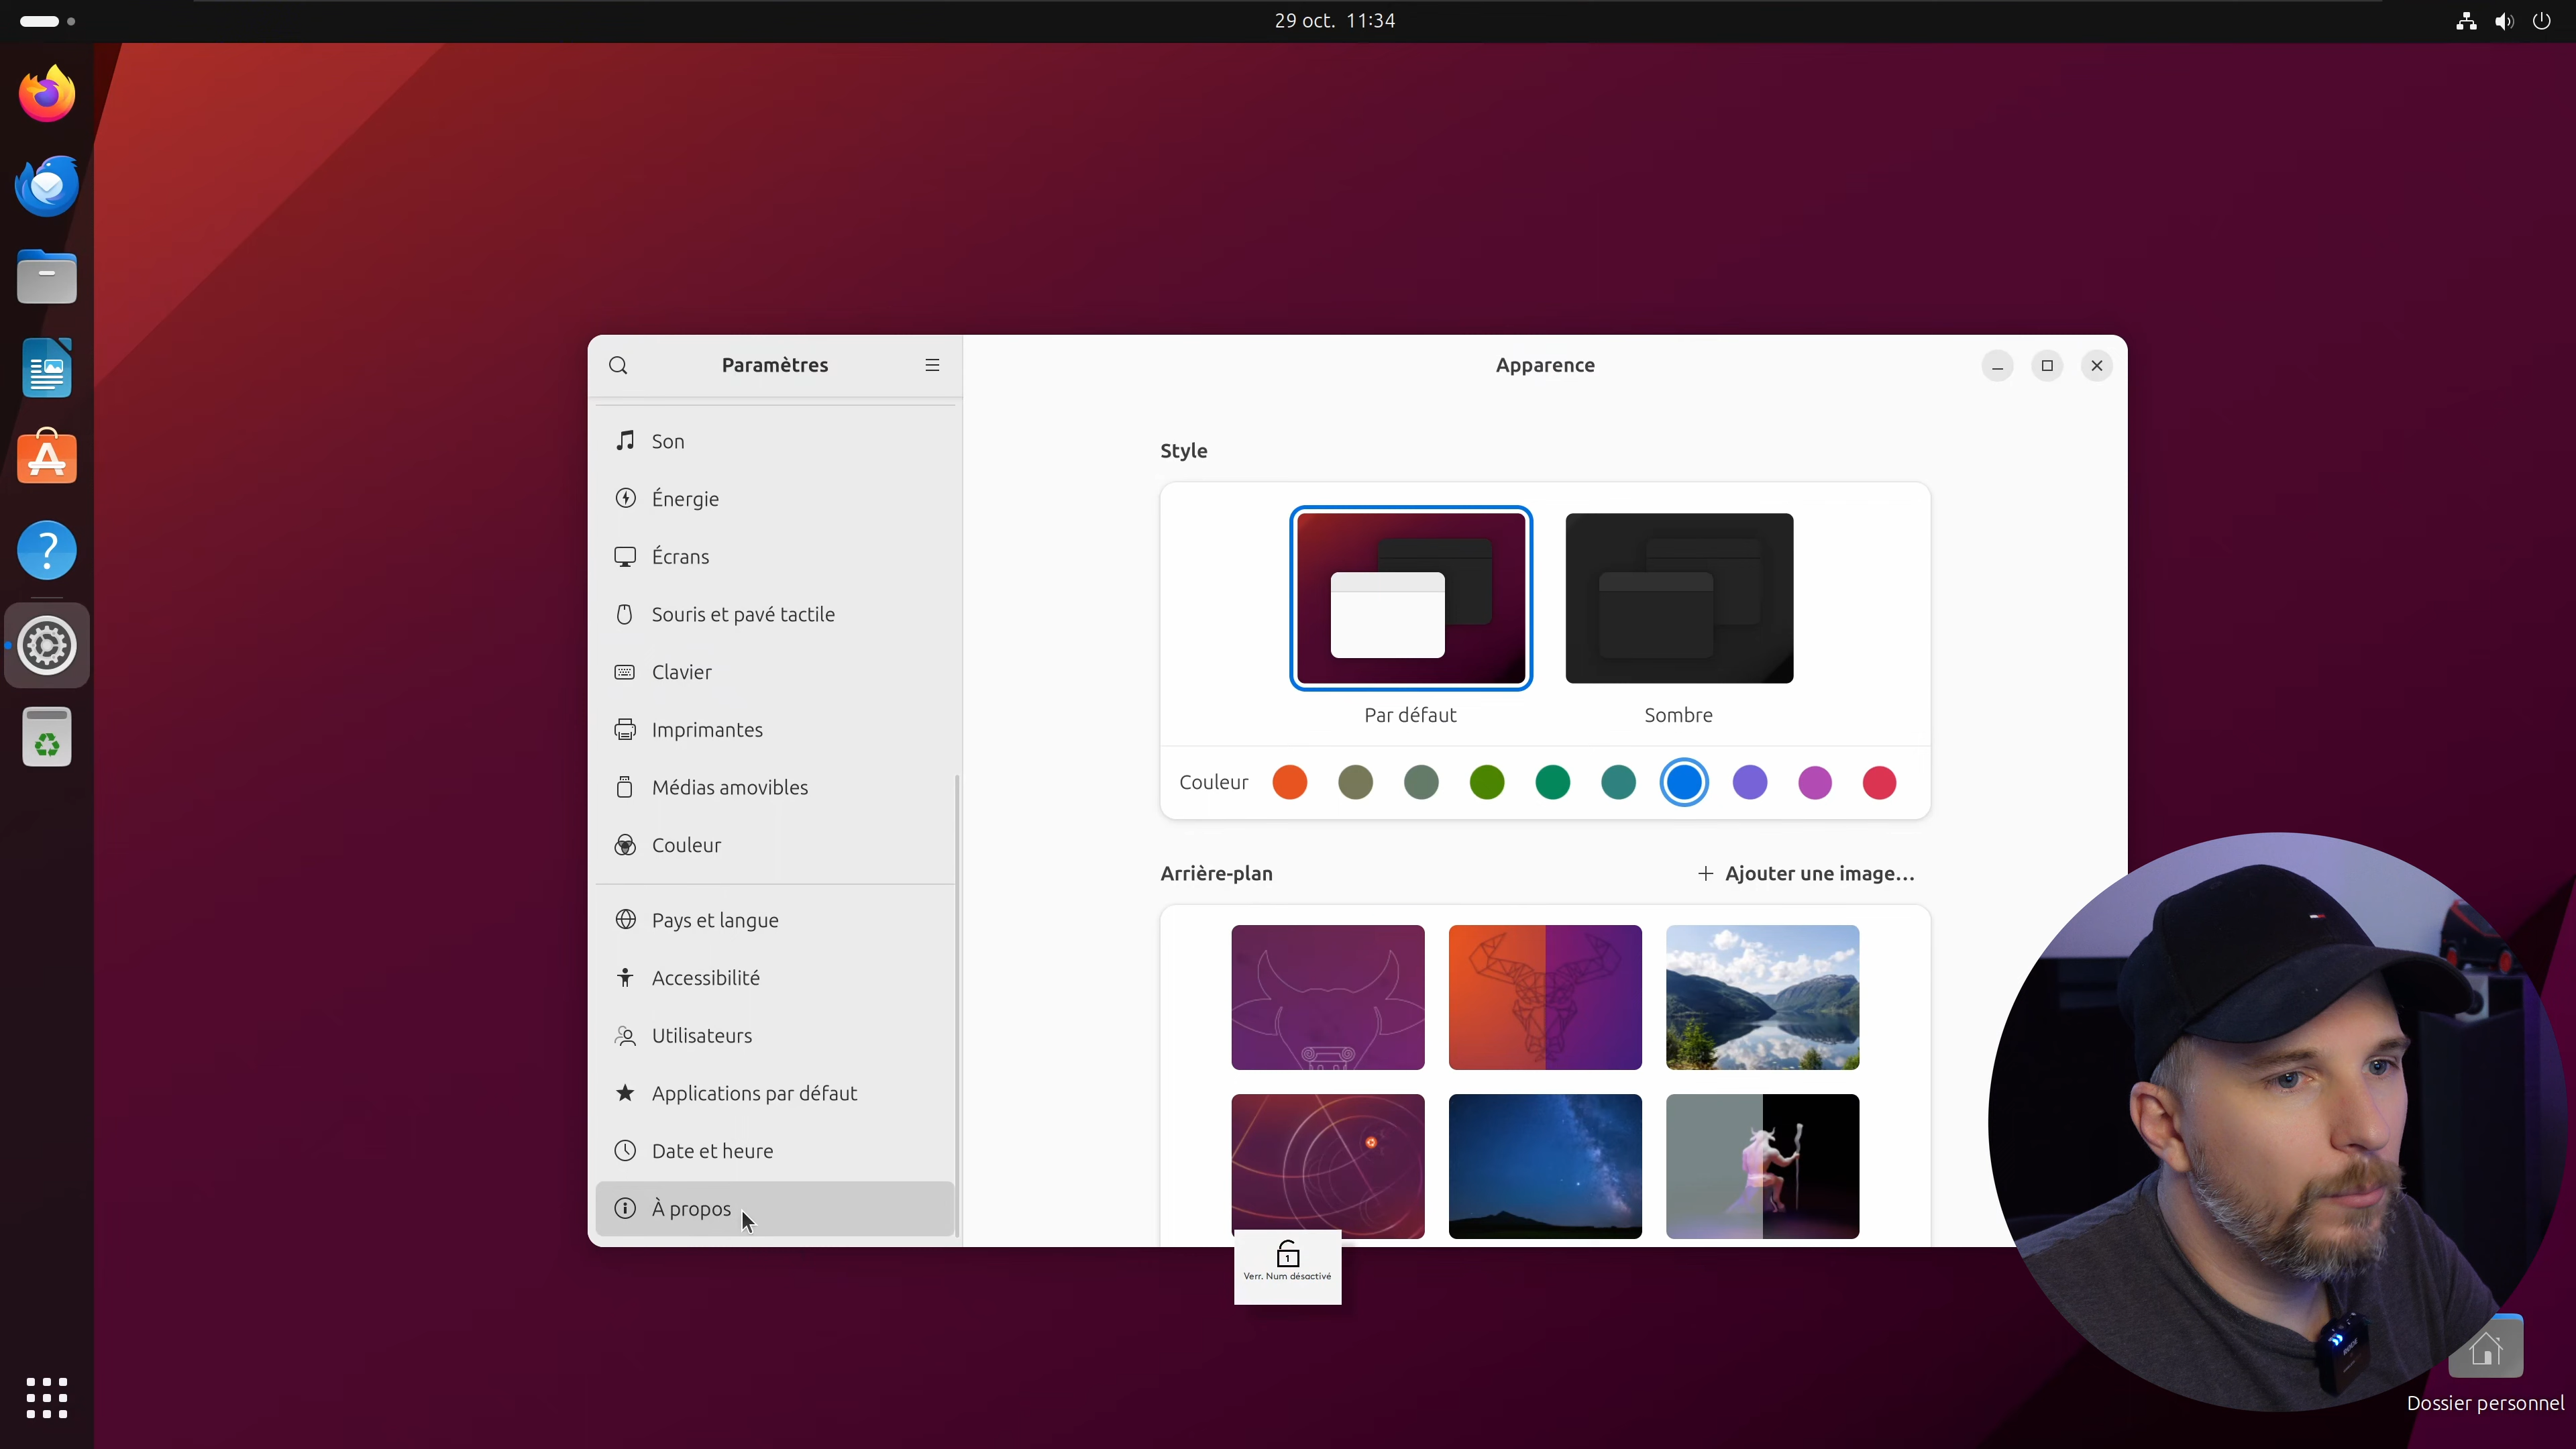 29 oct. 11:34
Paramètres
Apparence
Son
Énergie
Écrans
Souris et pavé tactile
Clavier
Imprimantes
Médias amovibles
Couleur
Pays et langue
Accessibilité
Utilisateurs
Applications par défaut
Date et heure
À propos
Style
Par défaut
Sombre
Couleur
Arrière-plan
Ajouter une image...
1
Verr. Num désactivé
Dossier personnel